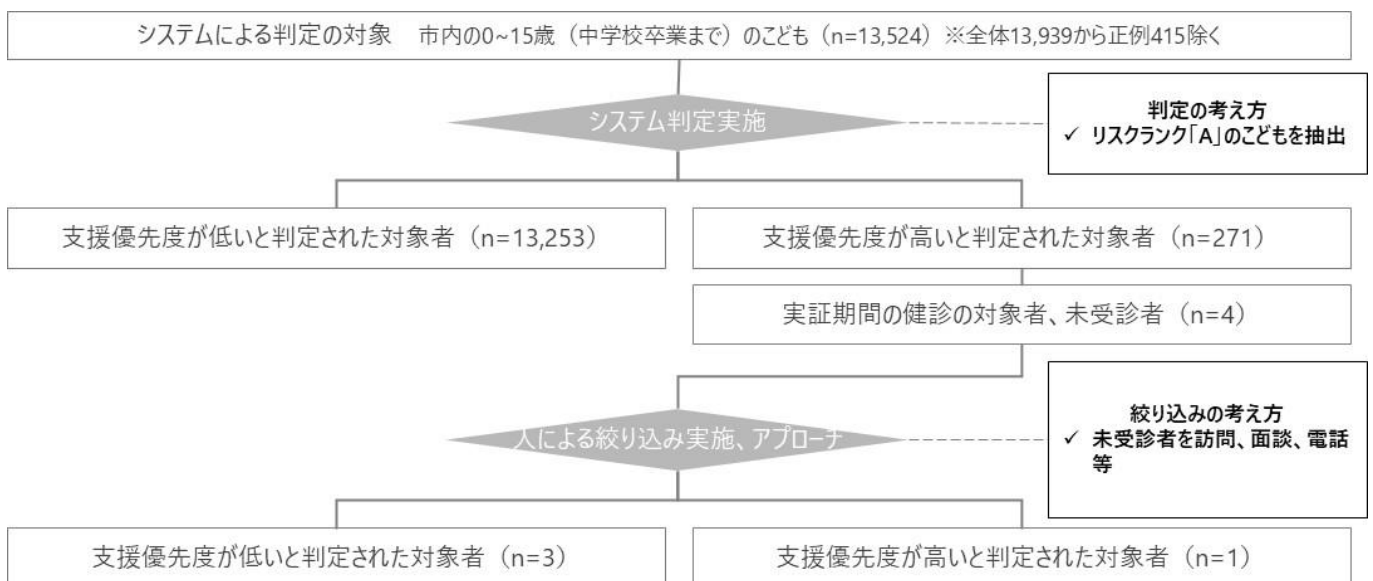 システムによる判定の対象　市内の0~15歳（中学校卒業まで）のこども（n=13,524）※全体13,939から正例415除く
システム判定実施
判定の考え方
✓ リスクランク「A」のこどもを抽出
支援優先度が低いと判定された対象者（n=13,253）
支援優先度が高いと判定された対象者（n=271）
実証期間の健診の対象者、未受診者（n=4）
人による絞り込み実施、アプローチ
絞り込みの考え方
✓ 未受診者を訪問、面談、電話
等
支援優先度が低いと判定された対象者（n=3）
支援優先度が高いと判定された対象者（n=1）